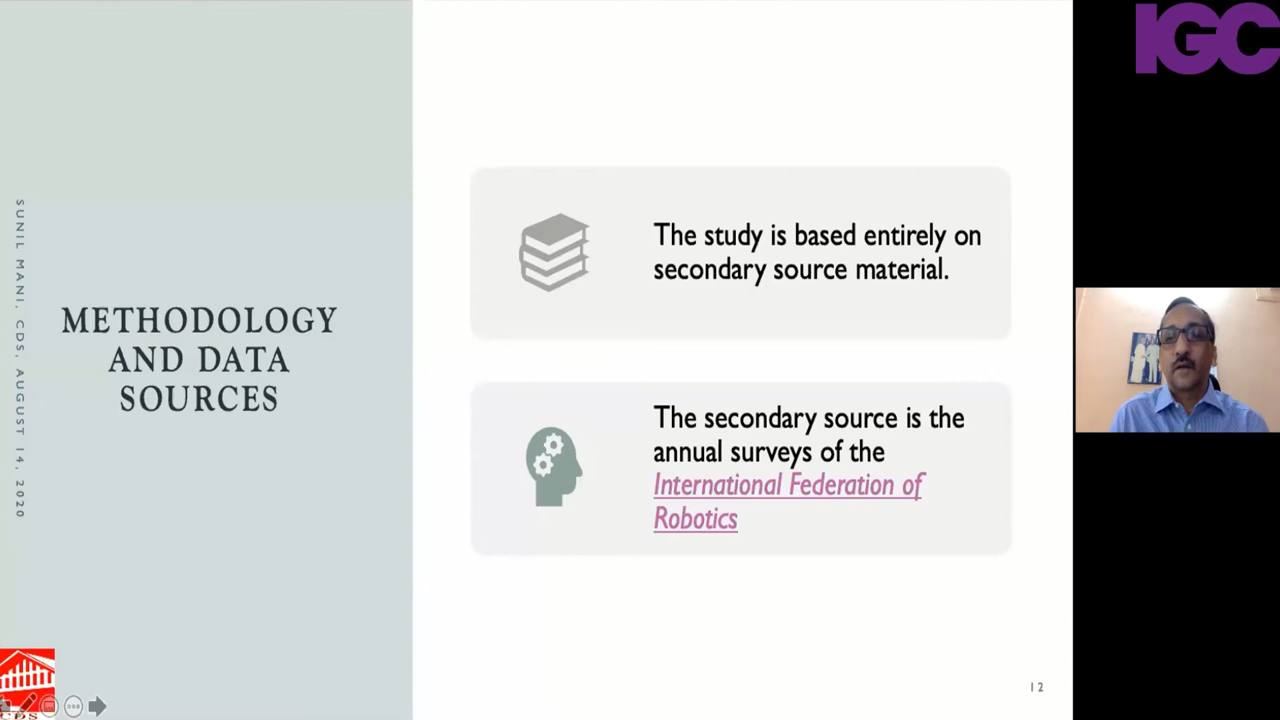 IGC
SUNIL MANI, CDS, AUGUST 14, 2020
METHODOLOGY
AND DATA
SOURCES
The study is based entirely on
secondary source material.
The secondary source is the
annual surveys of the
International Federation of
Robotics
12
CDS